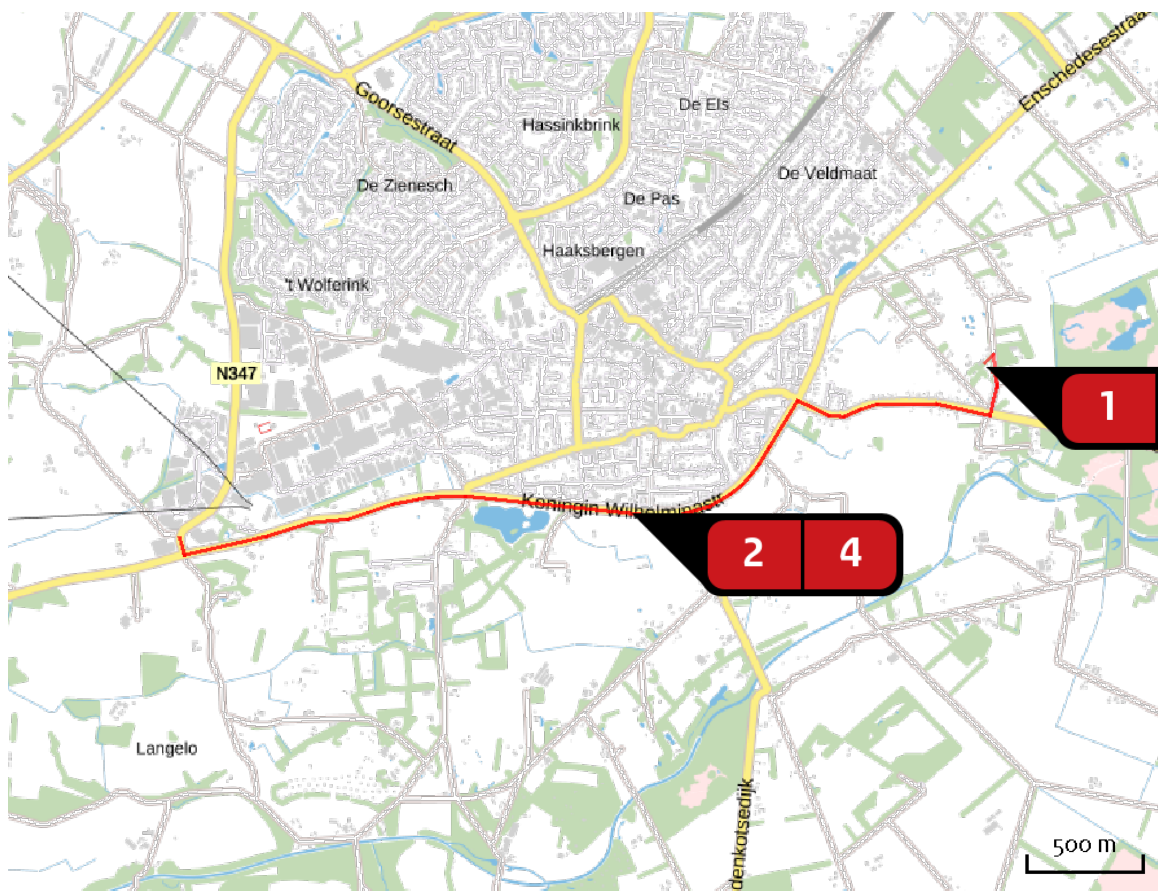 Enschedesestraat
De Els
Goorsestraat
Hassinkbrink
De Veldmaat
De Zienesch
De Pas
Haaksbergen
't Wolferink
N347
1
Koningin Wilhelminastr
2 4
Langelo
denkotsedijk
500 m